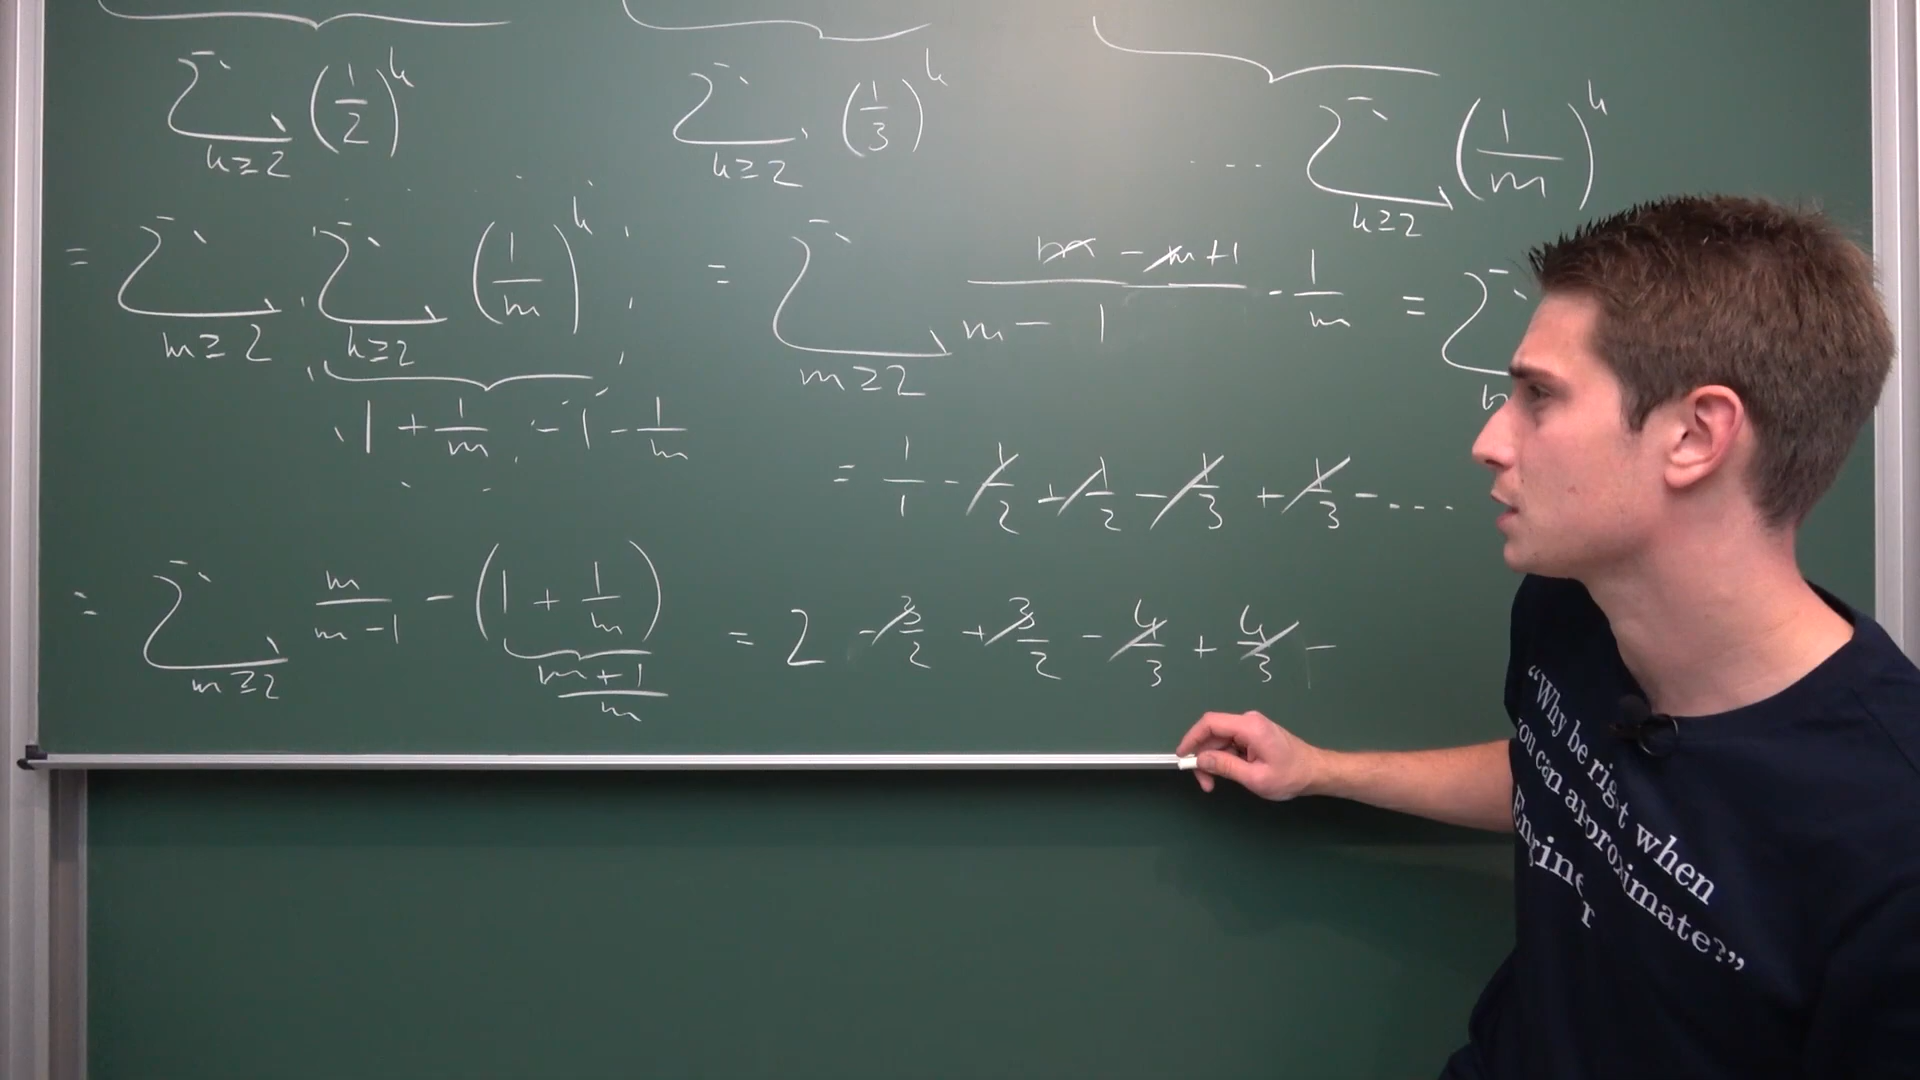 ∑ k≥2 (1/2)^k ∑ k≥2 (1/3)^k ... ∑ k≥2 (1/m)^k
= ∑ m≥2 ∑ k≥2 (1/m)^k = ∑ m≥2 (m - m+1)/(m-1) - 1/m = ∑
1 + 1/m - 1 - 1/m
= 1/1 - 1/2 + 1/2 - 1/3 + 1/3 - ....
= ∑ m≥2 m/(m-1) - (1 + 1/m) = 2 - 3/2 + 3/2 - 4/3 + 4/3 -
(m+1)/m
“Why be right when
you can approximate?”